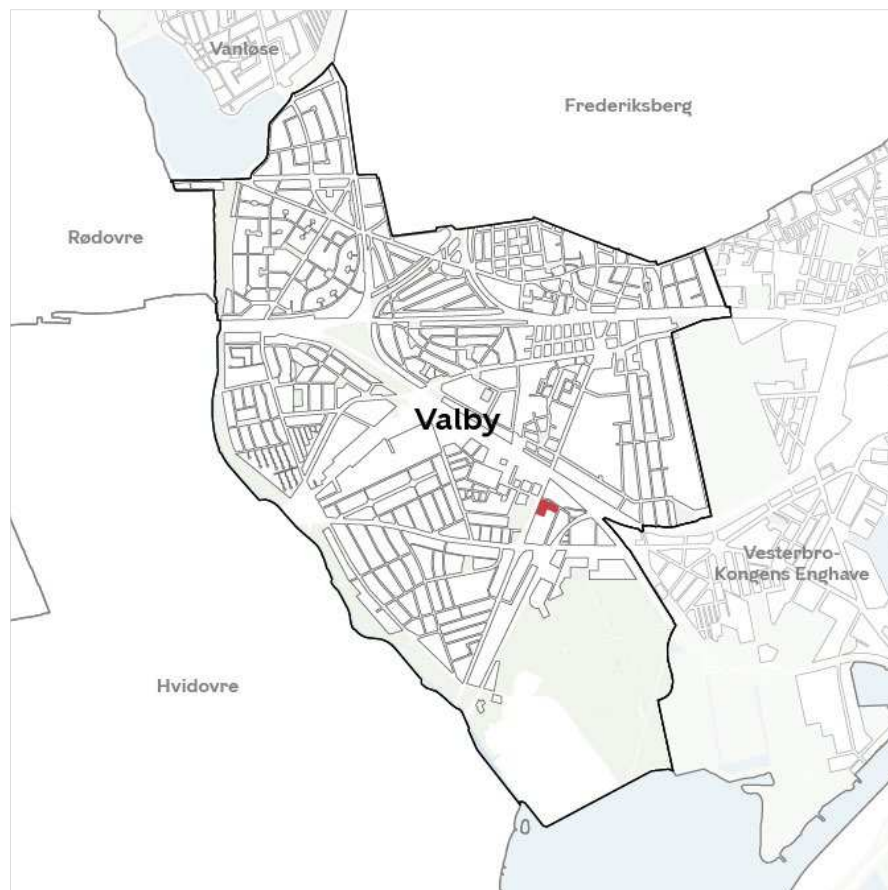 Vanløse
Frederiksberg
Rødovre
Valby
Vesterbro-
Kongens Enghave
Hvidovre